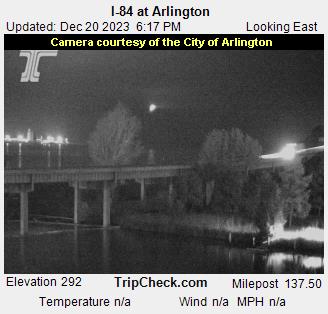 I-84 at Arlington
Updated: Dec 20 2023 6:17 PM Looking East
Camera courtesy of the City of Arlington
Elevation 292 TripCheck.com Milepost 137.50
Temperature n/a Wind n/a MPH n/a